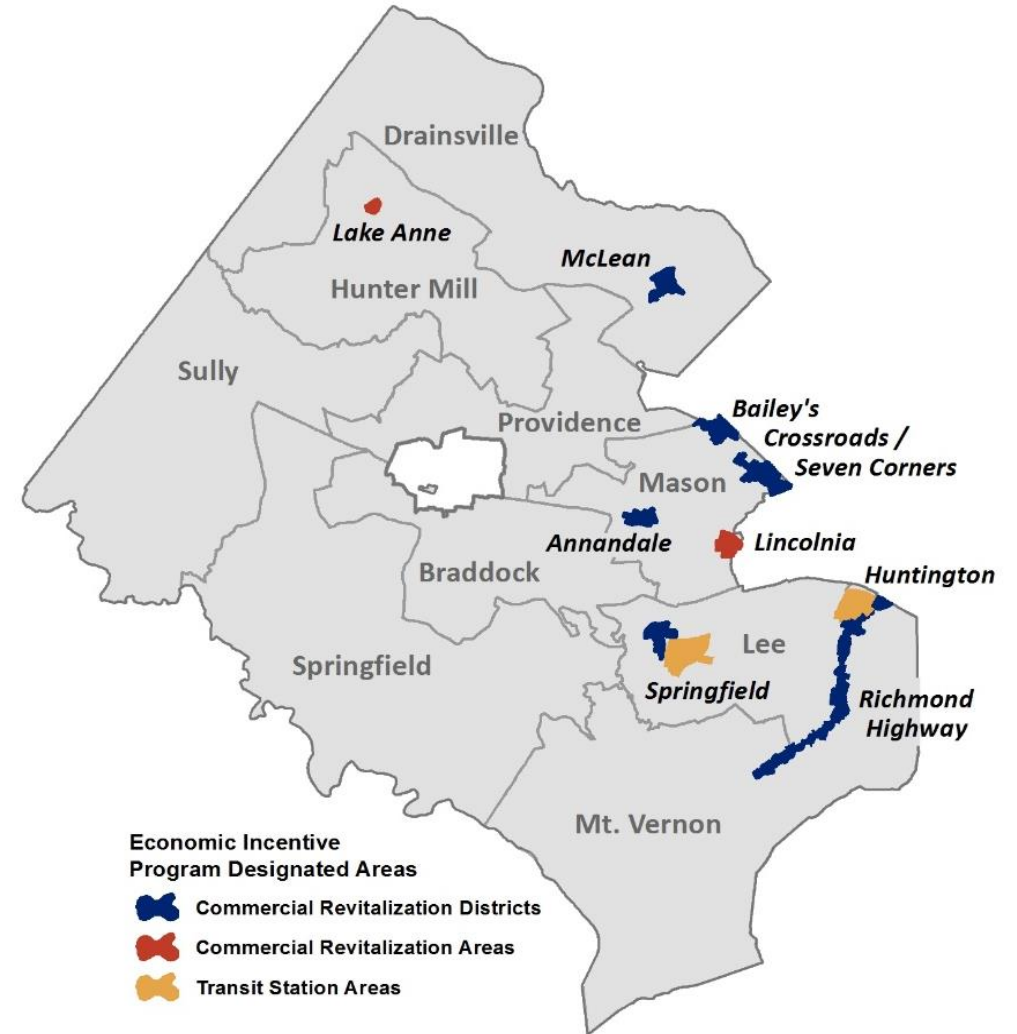 Drainsville
Lake Anne
McLean
Hunter Mill
Sully
Bailey's
Crossroads /
Seven Corners
Providence
Mason
Annandale
Lincolnia
Braddock
Huntington
Lee
Springfield
Springfield
Richmond
Highway
Mt. Vernon
Economic Incentive
Program Designated Areas
Commercial Revitalization Districts
Commercial Revitalization Areas
Transit Station Areas